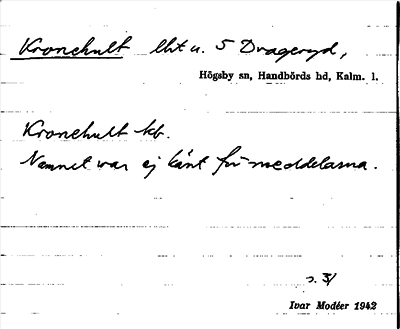 Kronehult lht u. 5 Drageryd,
Högsby sn, Handbörds hd, Kalm. l.
Kronehult kb.
Namnet var ej känt för meddelarna.
s. 31
Ivar Modéer 1942